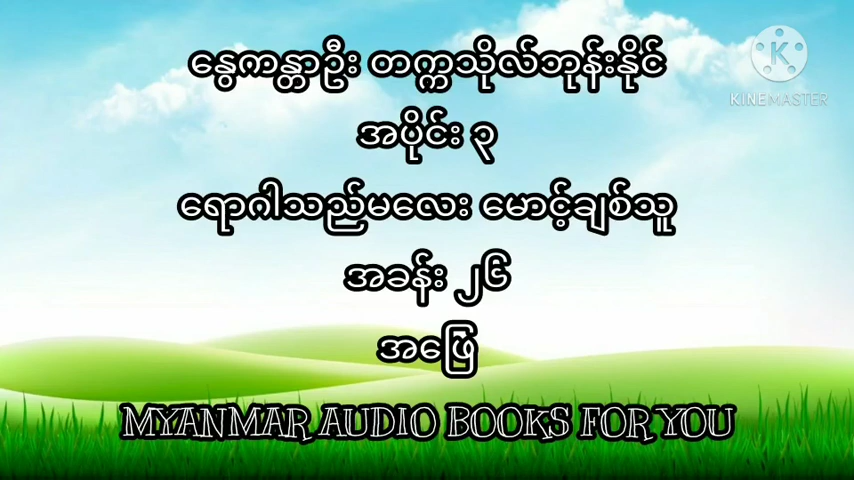 နွေကန္တာဦး တက္ကသိုလ်ဘုန်းနိုင်
K
KINEMASTER
အပိုင်း ၃
ရောဂါသည်မလေး မောင့်ချစ်သူ
အခန်း ၂၆
အဖြေ
MYANMAR AUDIO BOOKS FOR YOU